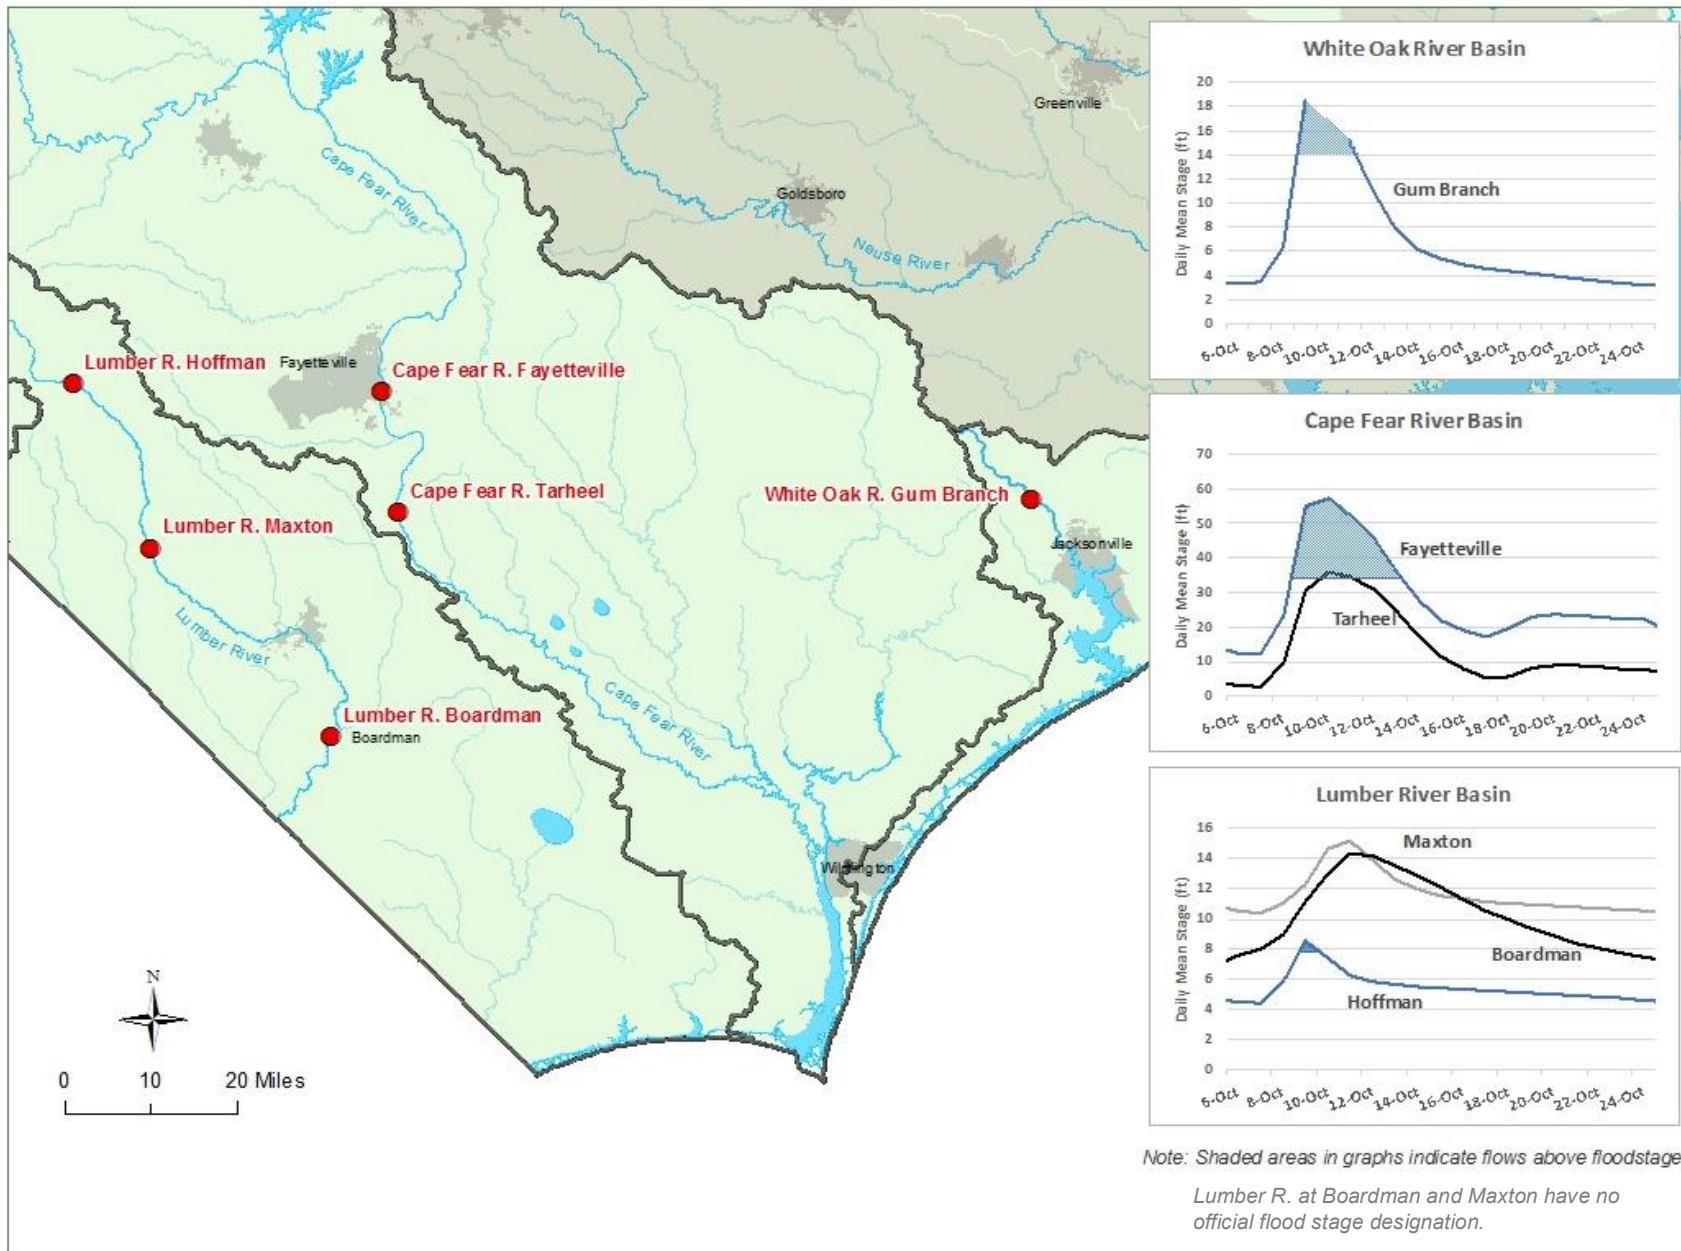 Greenville
Cape Fear River
Goldsboro
Neuse River
Lumber R. Hoffman
Fayetteville
Cape Fear R. Fayetteville
Cape Fear R. Tarheel
White Oak R. Gum Branch
Lumber R. Maxton
Jacksonville
Lumber River
Cape Fear River
Lumber R. Boardman
Boardman
Wilmington
N
0 10 20 Miles
White Oak River Basin
Daily Mean Stage (ft)
20
18
16
14
12
10
8
6
4
2
0
Gum Branch
6-Oct 8-Oct 10-Oct 12-Oct 14-Oct 16-Oct 18-Oct 20-Oct 22-Oct 24-Oct
Cape Fear River Basin
Daily Mean Stage (ft)
70
60
50
40
30
20
10
0
Fayetteville
Tarheel
6-Oct 8-Oct 10-Oct 12-Oct 14-Oct 16-Oct 18-Oct 20-Oct 22-Oct 24-Oct
Lumber River Basin
Daily Mean Stage (ft)
16
14
12
10
8
6
4
2
0
Maxton
Boardman
Hoffman
6-Oct 8-Oct 10-Oct 12-Oct 14-Oct 16-Oct 18-Oct 20-Oct 22-Oct 24-Oct
Note: Shaded areas in graphs indicate flows above floodstage
Lumber R. at Boardman and Maxton have no
official flood stage designation.